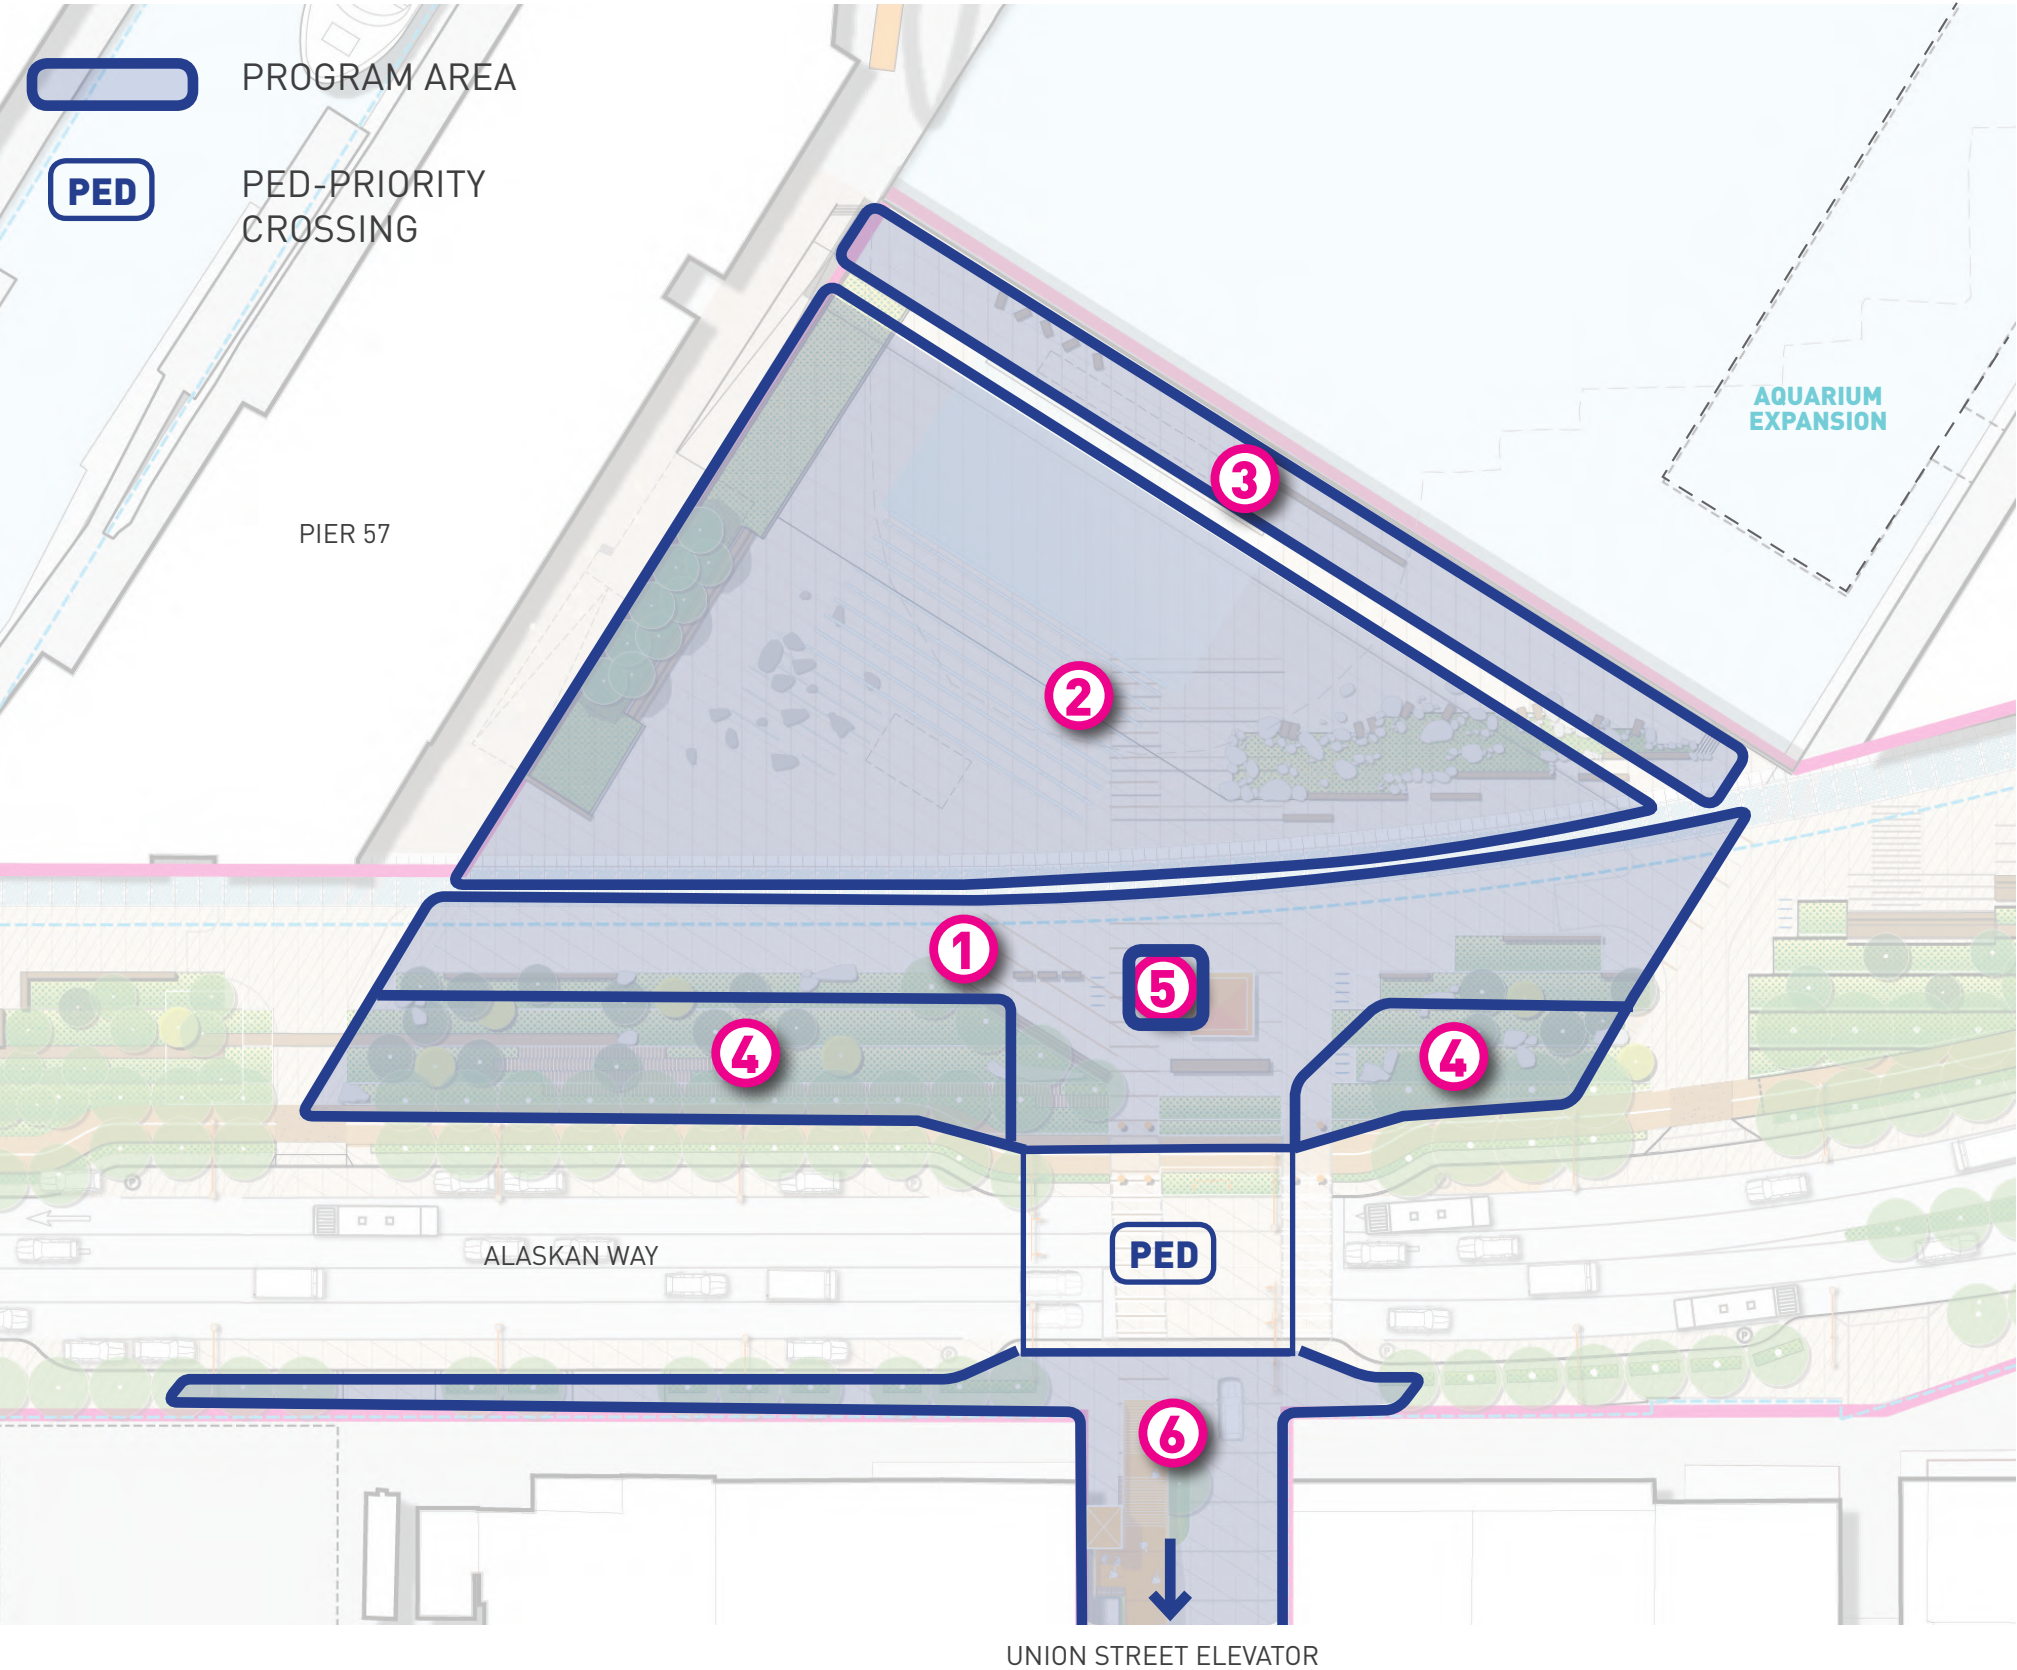 PROGRAM AREA
PED
PED-PRIORITY
CROSSING
AQUARIUM
EXPANSION
3
PIER 57
2
1
5
4
4
PED
ALASKAN WAY
6
UNION STREET ELEVATOR